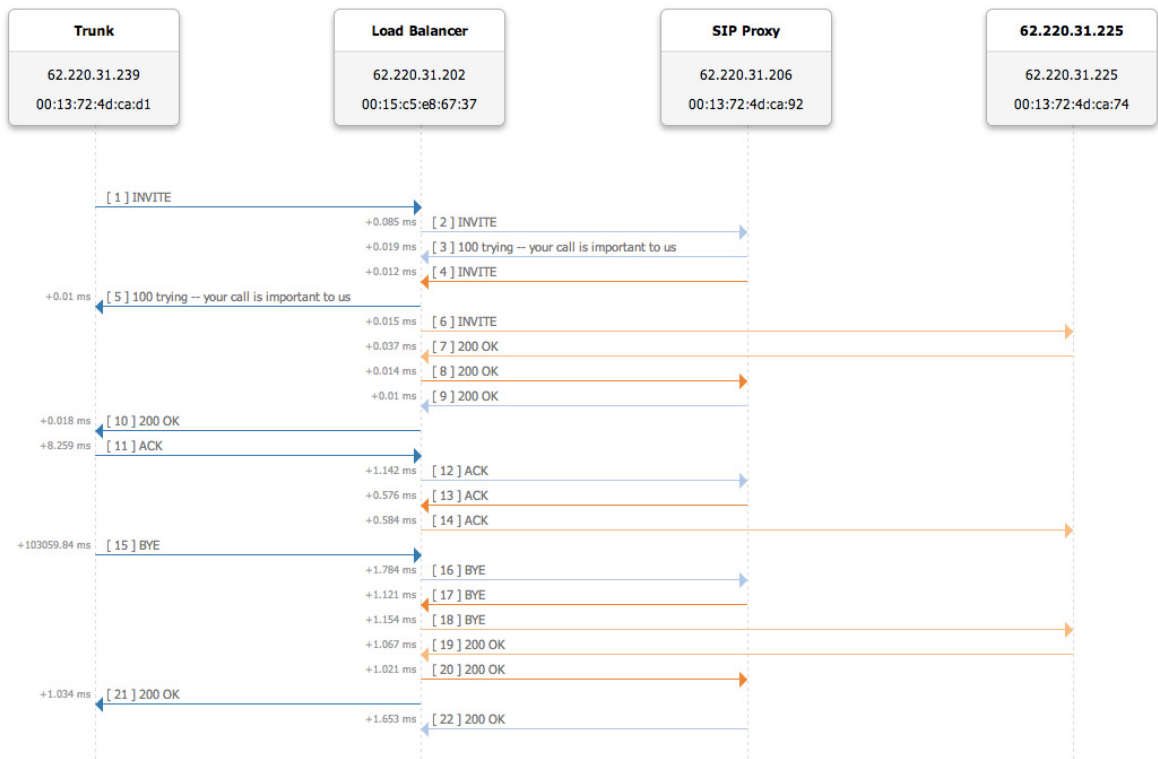 Trunk
Load Balancer
SIP Proxy
62.220.31.225
62.220.31.239
62.220.31.202
62.220.31.206
62.220.31.225
00:13:72:4d:ca:d1
00:15:c5:e8:67:37
00:13:72:4d:ca:92
00:13:72:4d:ca:74
[ 1 ] INVITE
+0.085 ms [ 2 ] INVITE
+0.019 ms [ 3 ] 100 trying -- your call is important to us
+0.012 ms [ 4 ] INVITE
+0.01 ms [ 5 ] 100 trying -- your call is important to us
+0.015 ms [ 6 ] INVITE
+0.037 ms [ 7 ] 200 OK
+0.014 ms [ 8 ] 200 OK
+0.01 ms [ 9 ] 200 OK
+0.018 ms [ 10 ] 200 OK
+8.259 ms [ 11 ] ACK
+1.142 ms [ 12 ] ACK
+0.576 ms [ 13 ] ACK
+0.584 ms [ 14 ] ACK
+103059.84 ms [ 15 ] BYE
+1.784 ms [ 16 ] BYE
+1.121 ms [ 17 ] BYE
+1.154 ms [ 18 ] BYE
+1.067 ms [ 19 ] 200 OK
+1.021 ms [ 20 ] 200 OK
+1.034 ms [ 21 ] 200 OK
+1.653 ms [ 22 ] 200 OK